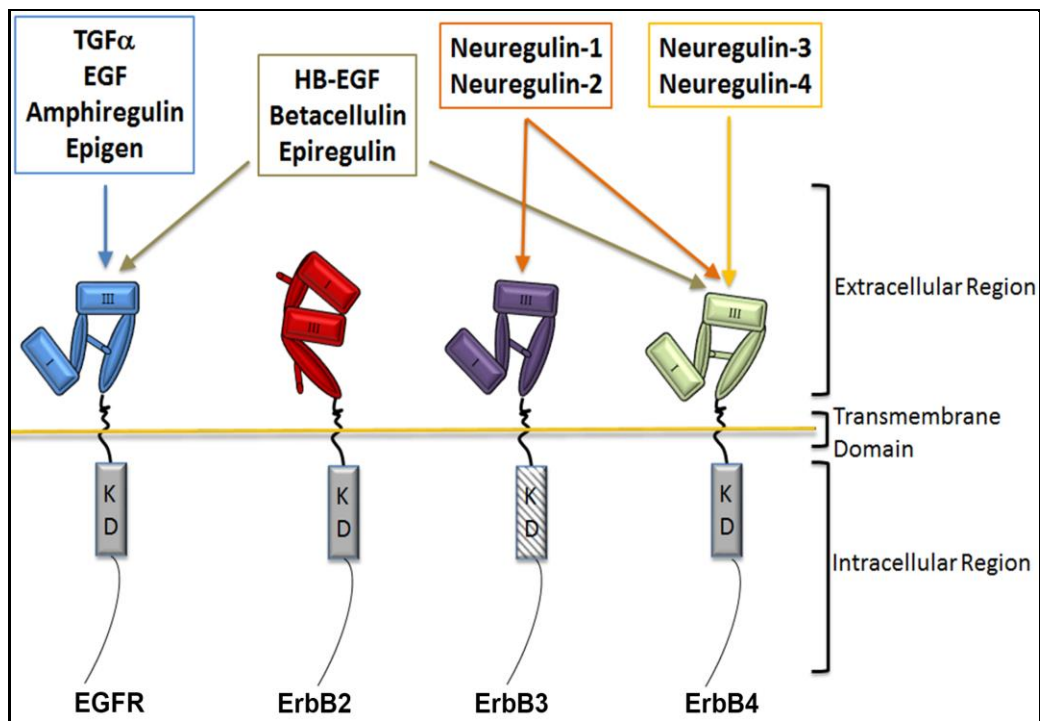 TGFα
EGF
Amphiregulin
Epigen
HB-EGF
Betacellulin
Epiregulin
Neuregulin-1
Neuregulin-2
Neuregulin-3
Neuregulin-4
III
I
I
III
III
I
III
I
Extracellular Region
Transmembrane
Domain
K
D
K
D
K
D
K
D
Intracellular Region
EGFR
ErbB2
ErbB3
ErbB4